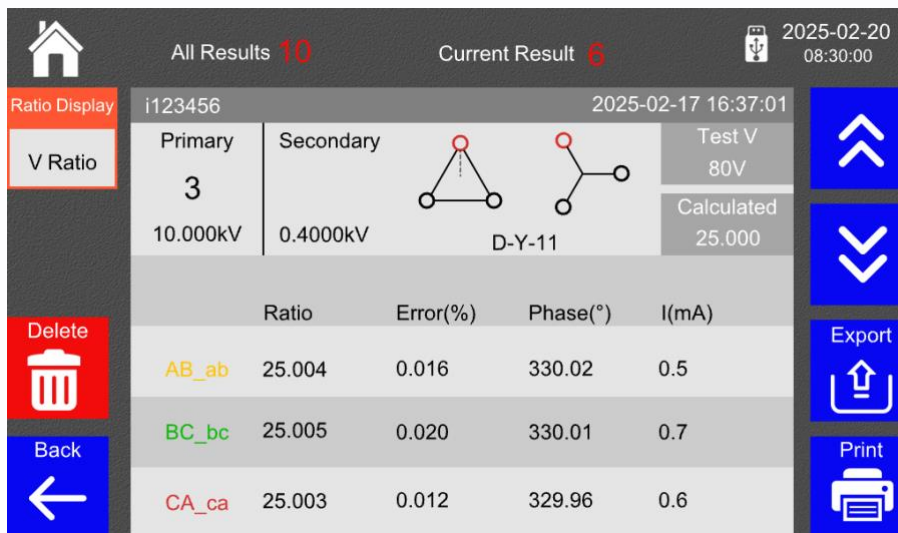 All Results 10 Current Result 6 2025-02-20
08:30:00
Ratio Display
V Ratio
i123456 2025-02-17 16:37:01
Primary Secondary Test V
3 80V
Calculated
10.000kV 0.4000kV D-Y-11 25.000
Ratio Error(%) Phase(°) I(mA)
AB_ab 25.004 0.016 330.02 0.5
BC_bc 25.005 0.020 330.01 0.7
CA_ca 25.003 0.012 329.96 0.6
Delete
Back
Export
Print